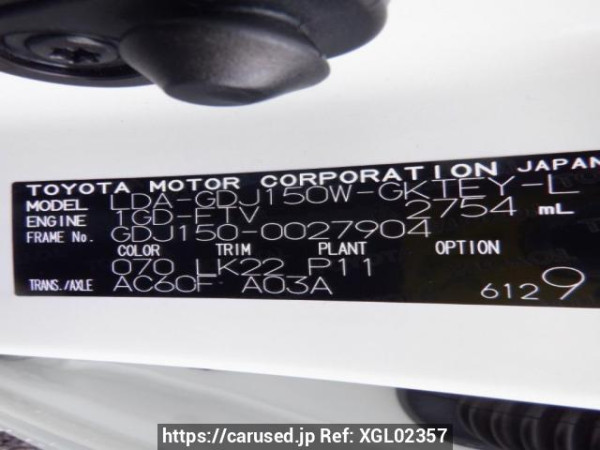 TOYOTA MOTOR CORPORATION JAPAN
MODEL LDA-GDJ150W-GKTEY-L
ENGINE 1GD-FTV 2754 mL
FRAME No. GDJ150-0027904
COLOR TRIM PLANT OPTION
070 LK22 P11
TRANS./AXLE AC60F A03A
6129
https://carused.jp Ref: XGL02357